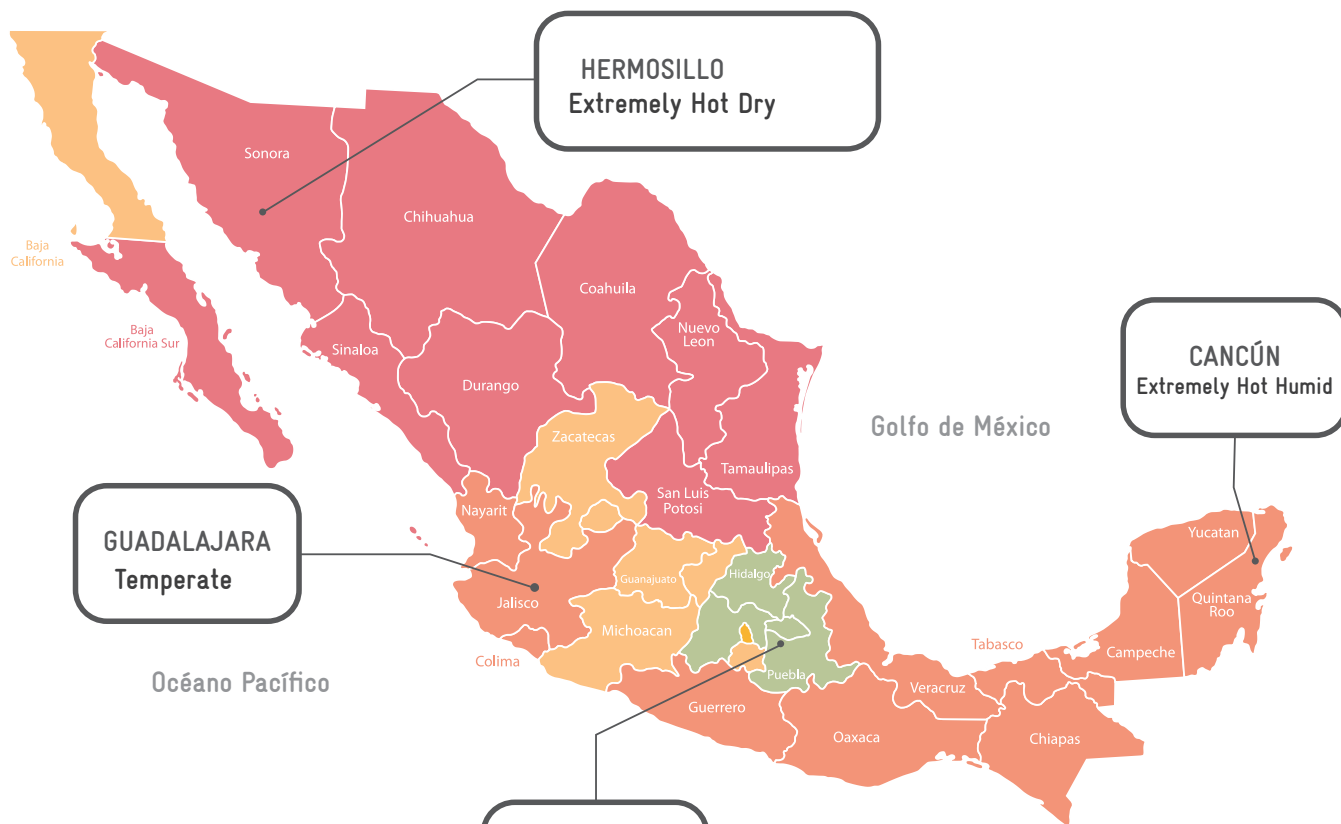 HERMOSILLO
Extremely Hot Dry
Sonora
Chihuahua
Baja
California
Coahuila
Baja
California Sur
Nuevo
Leon
Sinaloa
Durango
CANCÚN
Extremely Hot Humid
Golfo de México
Zacatecas
Tamaulipas
San Luis
Potosi
Nayarit
GUADALAJARA
Temperate
Yucatan
Guanajuato
Hidalgo
Jalisco
Quintana
Roo
Michoacan
Tabasco
Campeche
Colima
Puebla
Océano Pacífico
Veracruz
Guerrero
Oaxaca
Chiapas